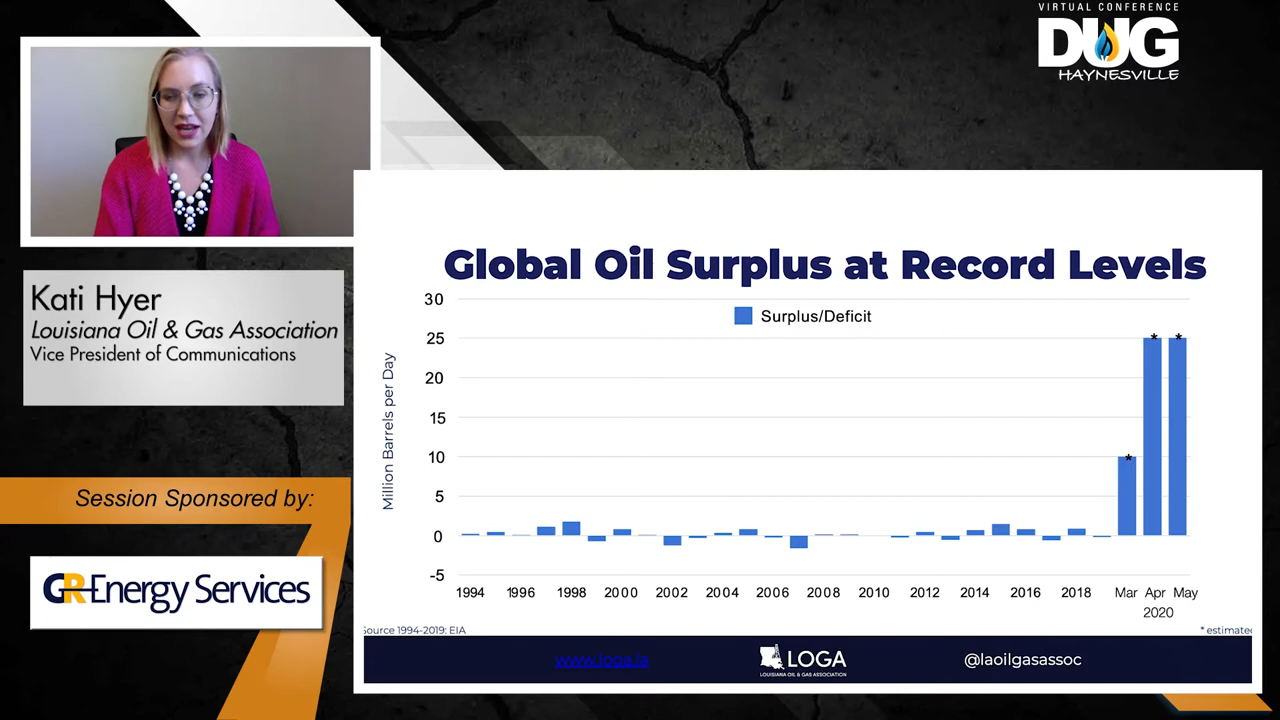 VIRTUAL CONFERENCE
DUG
HAYNESVILLE
Kati Hyer
Louisiana Oil & Gas Association
Vice President of Communications
Session Sponsored by:
GR Energy Services
Global Oil Surplus at Record Levels
Surplus/Deficit
Million Barrels per Day
30
25
20
15
10
5
0
-5
* * *
1994 1996 1998 2000 2002 2004 2006 2008 2010 2012 2014 2016 2018 Mar Apr May
2020
Source 1994-2019: EIA
* estimated
www.loga.la
LOGA
LOUISIANA OIL & GAS ASSOCIATION
@laoilgasassoc